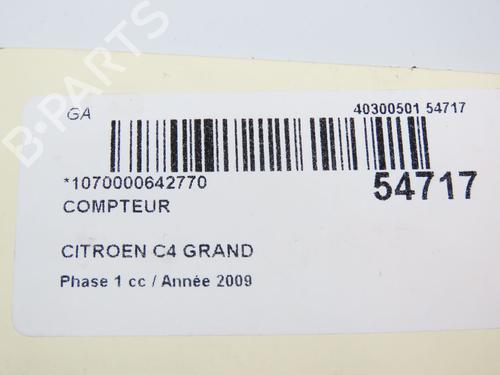 GA
40300501 54717
*1070000642770
54717
COMPTEUR
CITROEN C4 GRAND
Phase 1 cc / Année 2009
B-PARTS